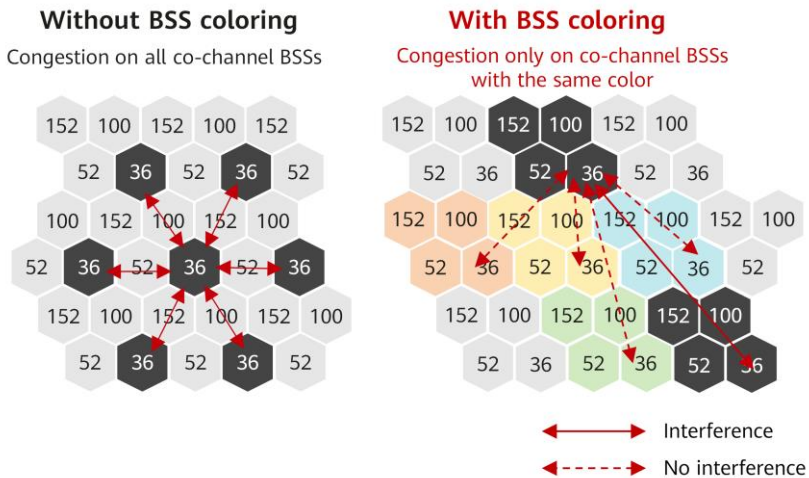 Without BSS coloring
Congestion on all co-channel BSSs
152 100 152 100 152
52 36 52 36 52
100 152 100 152 100
52 36 52 36 52 36
152 100 152 100 152 100
52 36 52 36 52
With BSS coloring
Congestion only on co-channel BSSs
with the same color
152 100 152 100 152 100
52 36 52 36 52 36
152 100 152 100 152 100 152 100
52 36 52 36 52 36 52
152 100 152 100 152 100
52 36 52 36 52 36
Interference
No interference